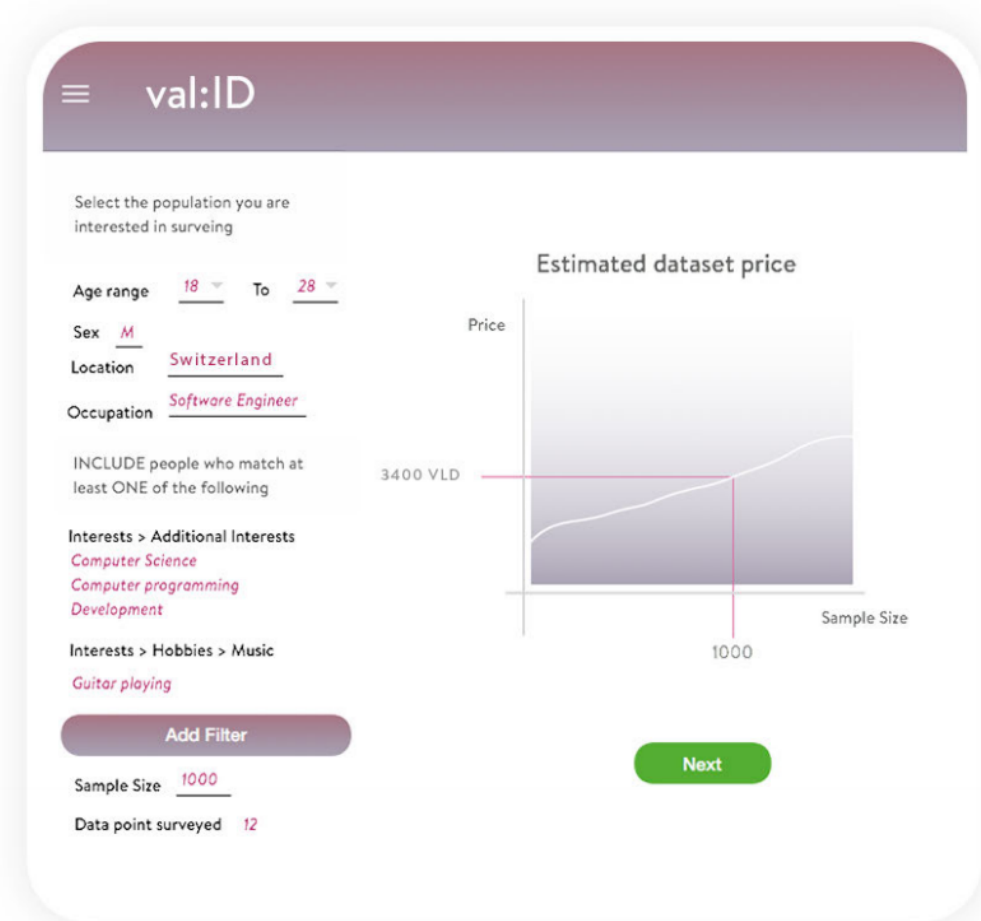 val:ID
Select the population you are
interested in surveing
Age range 18 To 28
Sex M
Location Switzerland
Occupation Software Engineer
INCLUDE people who match at
least ONE of the following
Interests > Additional Interests
Computer Science
Computer programming
Development
Interests > Hobbies > Music
Guitar playing
Add Filter
Sample Size 1000
Data point surveyed 12
Estimated dataset price
Price
3400 VLD
Sample Size
1000
Next